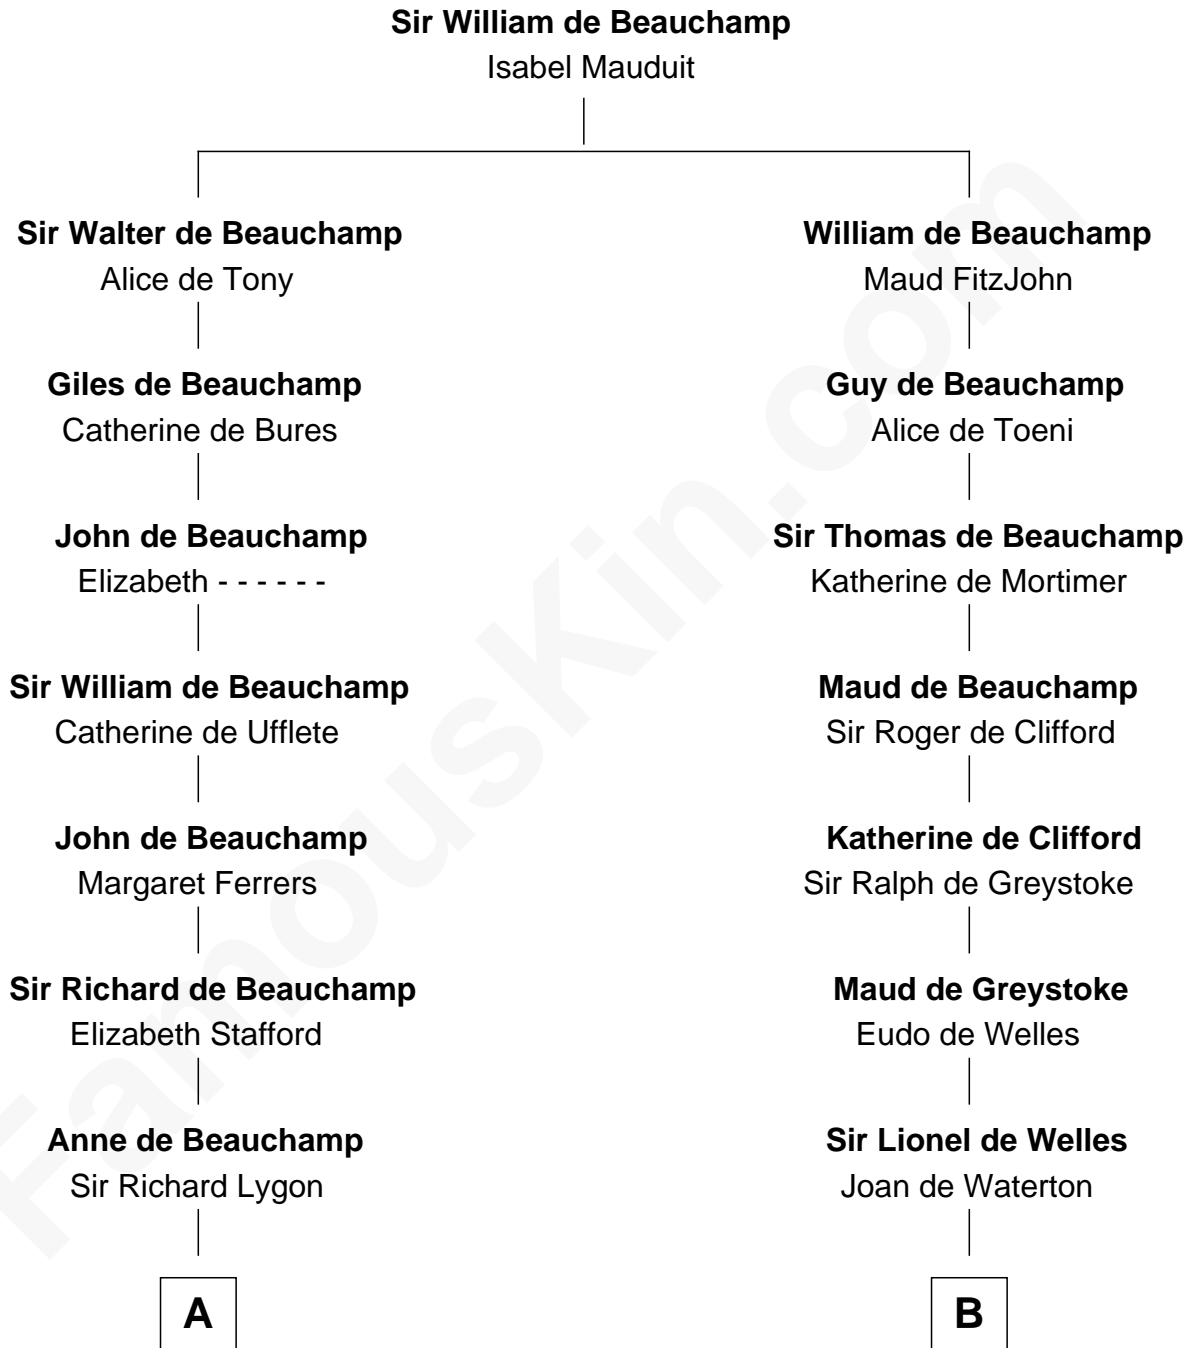 Sir William de Beauchamp
Isabel Mauduit
Sir Walter de Beauchamp
Alice de Tony
William de Beauchamp
Maud FitzJohn
Giles de Beauchamp
Catherine de Bures
Guy de Beauchamp
Alice de Toeni
John de Beauchamp
Elizabeth - - - - - -
Sir Thomas de Beauchamp
Katherine de Mortimer
Sir William de Beauchamp
Catherine de Ufflete
Maud de Beauchamp
Sir Roger de Clifford
John de Beauchamp
Margaret Ferrers
Katherine de Clifford
Sir Ralph de Greystoke
Sir Richard de Beauchamp
Elizabeth Stafford
Maud de Greystoke
Eudo de Welles
Anne de Beauchamp
Sir Richard Lygon
Sir Lionel de Welles
Joan de Waterton
A
B
FamousKin.com